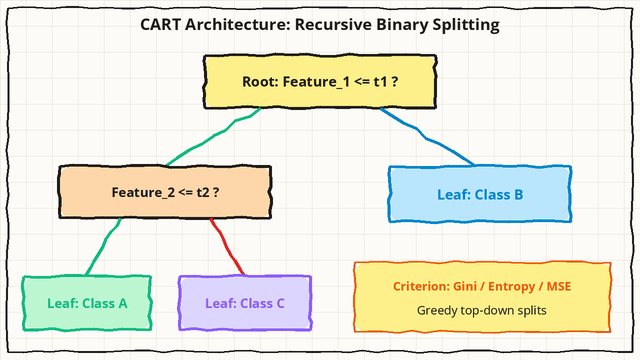 CART Architecture: Recursive Binary Splitting
Root: Feature_1 <= t1 ?
Feature_2 <= t2 ?
Leaf: Class B
Leaf: Class A
Leaf: Class C
Criterion: Gini / Entropy / MSE
Greedy top-down splits